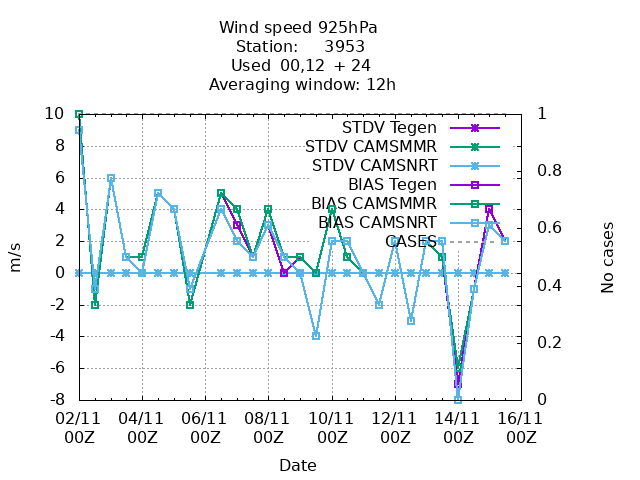 Wind speed 925hPa
Station: 3953
Used 00,12 + 24
Averaging window: 12h
10 1
STDV Tegen
8
STDV CAMSMMR
STDV CAMSNRT
6 0.8
BIAS Tegen
4
BIAS CAMSMMR
BIAS CAMSNRT
0.6
2
CASES
m/s
No cases
0
0.4
-2
-4
0.2
-6
-8 0
02/11 04/11 06/11 08/11 10/11 12/11 14/11 16/11
00Z 00Z 00Z 00Z 00Z 00Z 00Z 00Z
Date